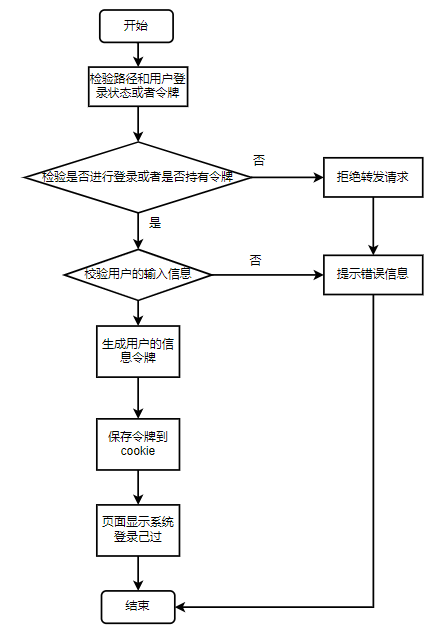 开始
检验路径和用户登
录状态或者令牌
检验是否进行登录或者是否持有令牌
否
拒绝转发请求
是
校验用户的输入信息
否
提示错误信息
生成用户的信
息令牌
保存令牌到
cookie
页面显示系统
登录己过
结束